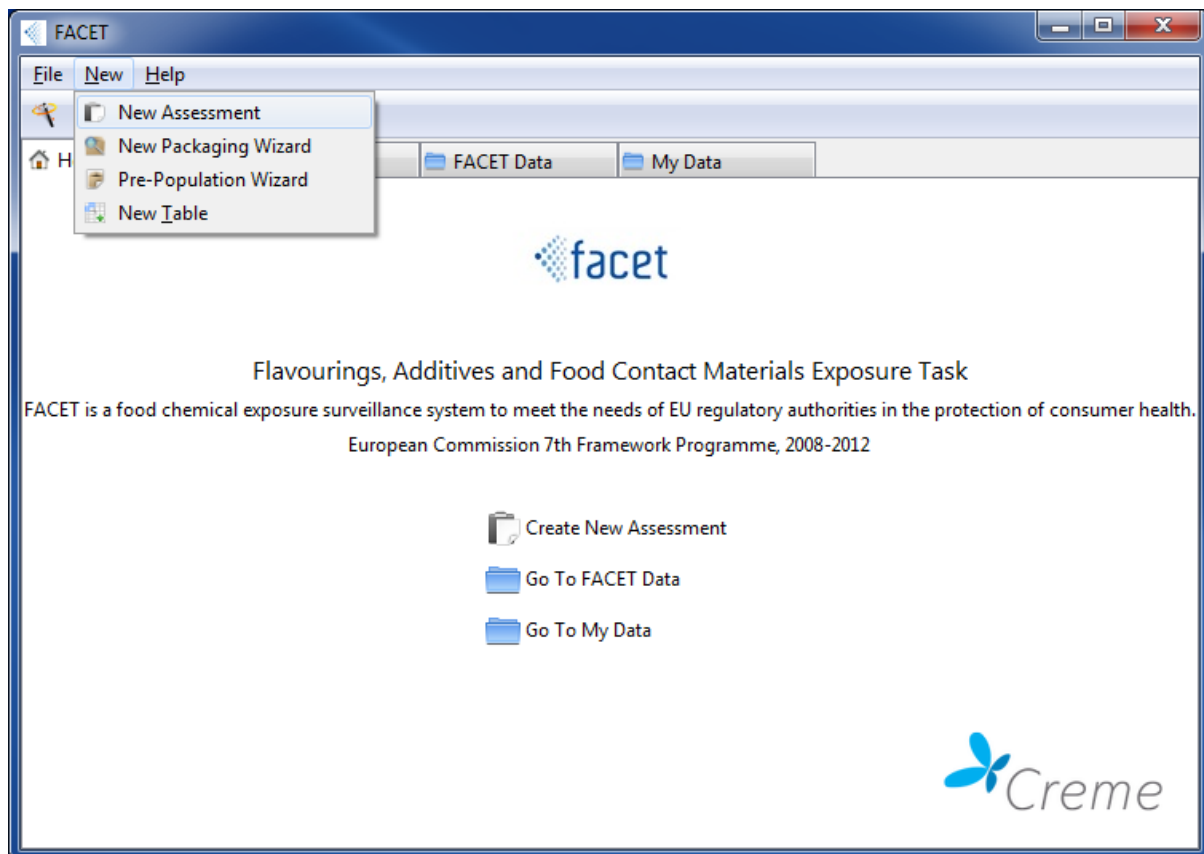 FACET
File New Help
New Assessment
New Packaging Wizard
Pre-Population Wizard
New Table
H
FACET Data
My Data
facet
Flavourings, Additives and Food Contact Materials Exposure Task
FACET is a food chemical exposure surveillance system to meet the needs of EU regulatory authorities in the protection of consumer health.
European Commission 7th Framework Programme, 2008-2012
Create New Assessment
Go To FACET Data
Go To My Data
Creme